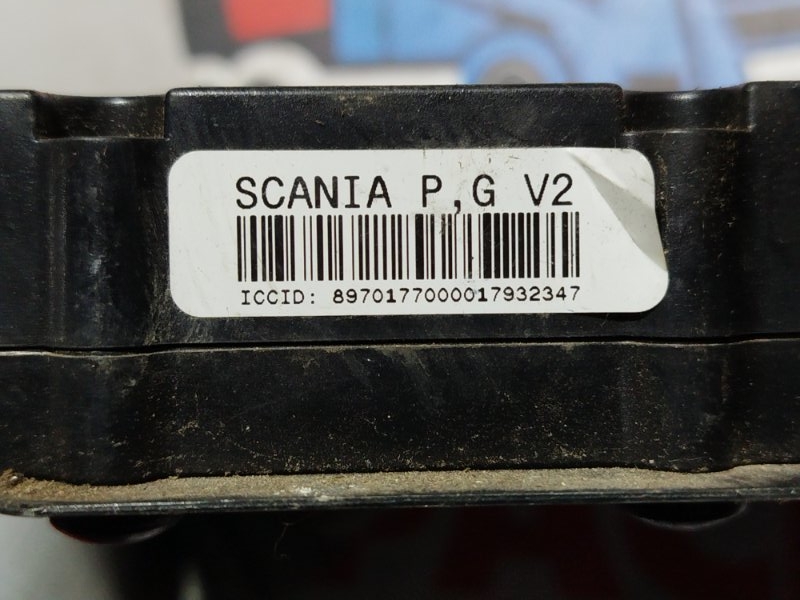 SCANIA P,G V2
ICCID: 8970177000017932347